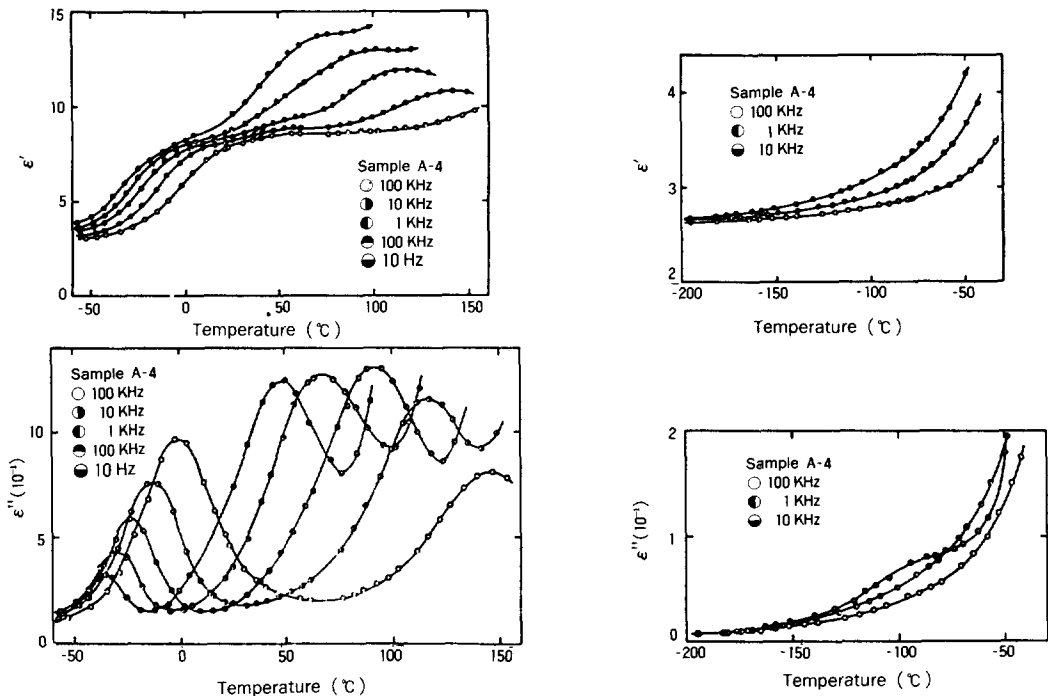 15
10
5
0
ε'
Sample A-4
100 KHz
10 KHz
1 KHz
100 KHz
10 Hz
-50 0 50 100 150
Temperature (℃)
4
3
2
ε'
Sample A-4
100 KHz
1 KHz
10 KHz
-200 -150 -100 -50
Temperature (℃)
10
5
0
ε" (10⁻¹)
Sample A-4
100 KHz
10 KHz
1 KHz
100 KHz
10 Hz
-50 0 50 100 150
Temperature (℃)
2
1
0
ε" (10⁻¹)
Sample A-4
100 KHz
1 KHz
10 KHz
-200 -150 -100 -50
Temperature (℃)